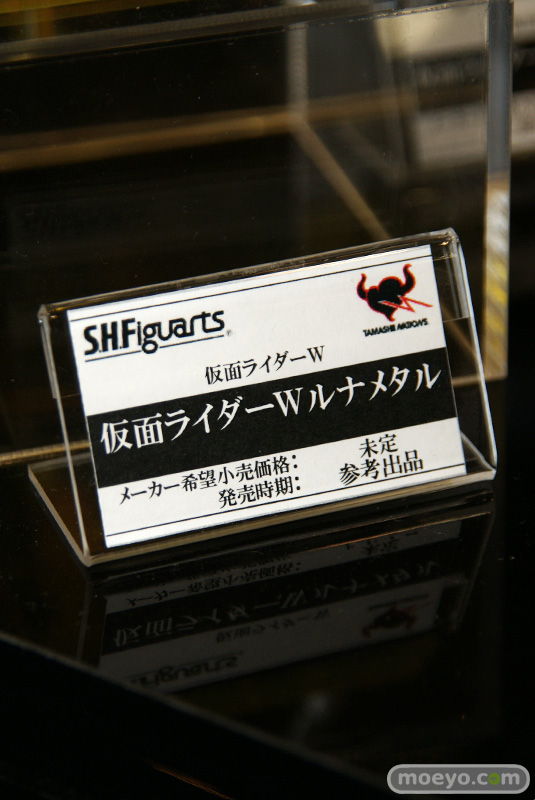 S.H.Figuarts
TAMASHII NATIONS
仮面ライダーW
仮面ライダーWルナメタル
メーカー希望小売価格： 未定
発売時期： 参考出品
moeyo.com